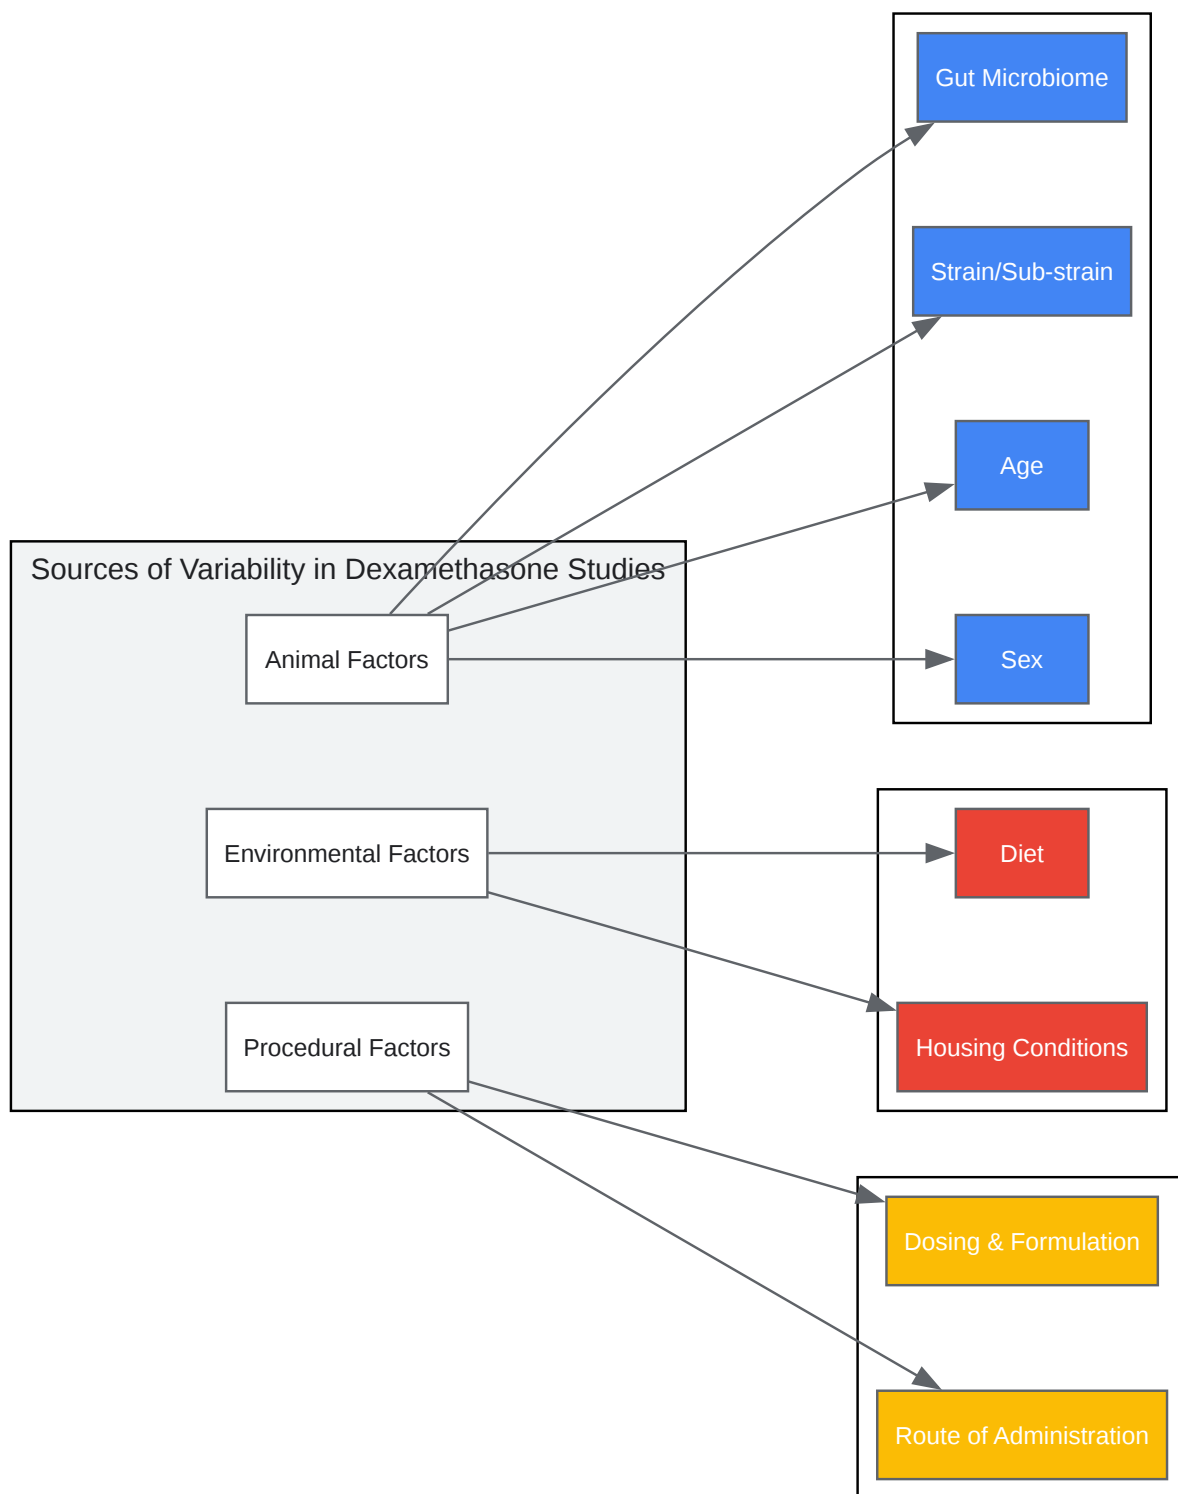 Gut Microbiome
Strain/Sub-strain
Age
Sources of Variability in Dexamethasone Studies
Animal Factors
Sex
Environmental Factors
Diet
Procedural Factors
Housing Conditions
Dosing & Formulation
Route of Administration